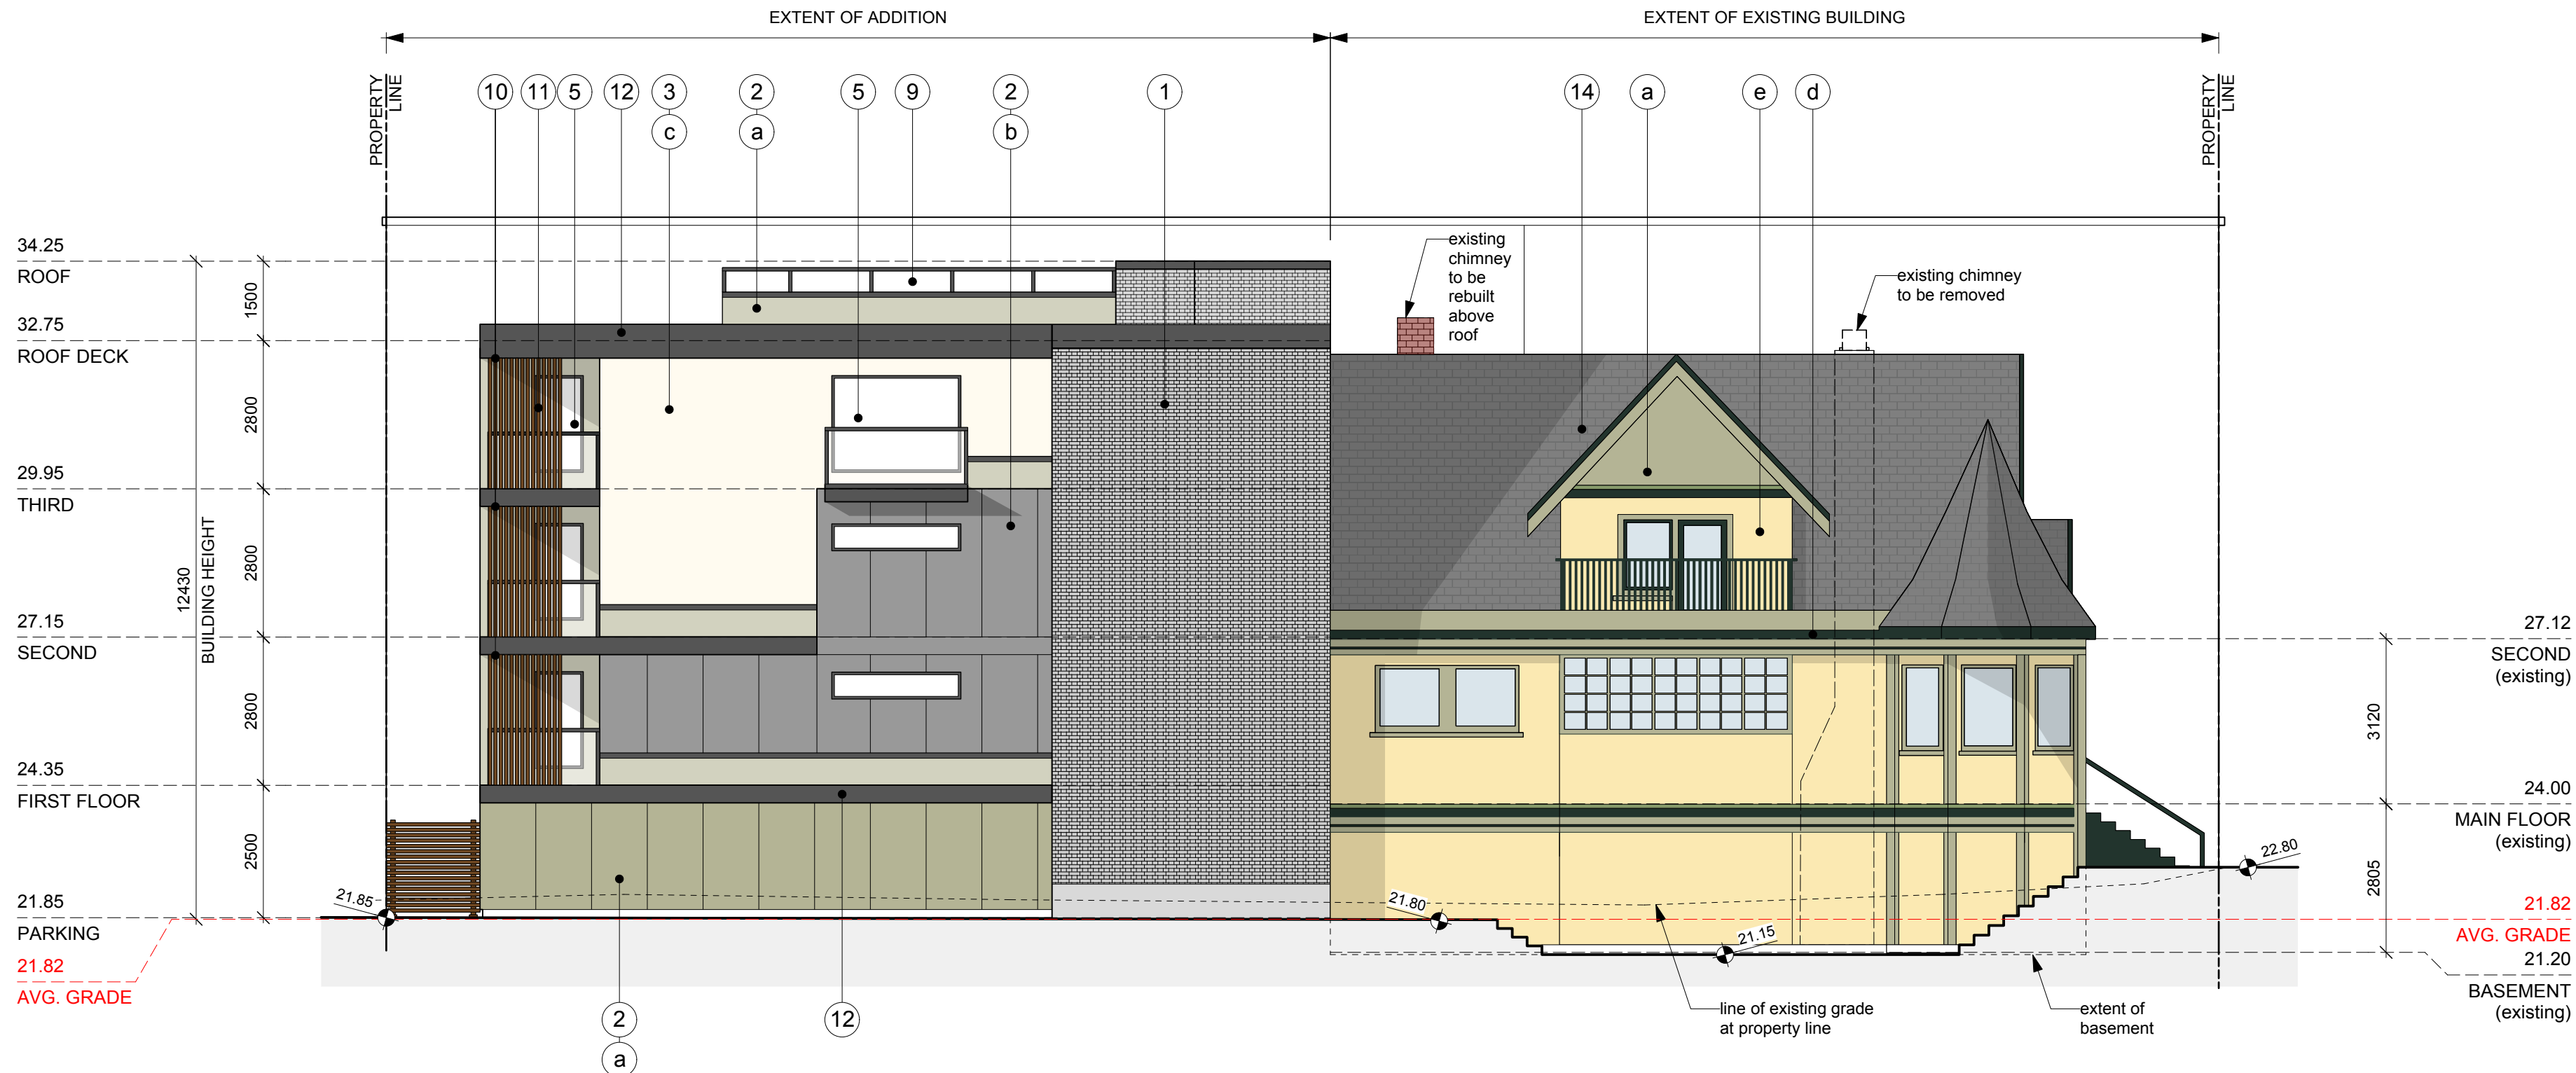 EXTENT OF ADDITION
EXTENT OF EXISTING BUILDING
PROPERTY
LINE
10
11
5
12
3
c
2
a
5
9
2
b
1
14
a
e
d
PROPERTY
LINE
34.25
ROOF
32.75
ROOF DECK
29.95
THIRD
27.15
SECOND
24.35
FIRST FLOOR
21.85
PARKING
21.82
AVG. GRADE
12430
BUILDING HEIGHT
1500
2800
2800
2800
2500
existing
chimney
to be
rebuilt
above
roof
existing chimney
to be removed
27.12
SECOND
(existing)
3120
24.00
MAIN FLOOR
(existing)
2805
21.82
AVG. GRADE
21.20
BASEMENT
(existing)
21.85
21.80
21.15
22.80
line of existing grade
at property line
extent of
basement
2
a
12